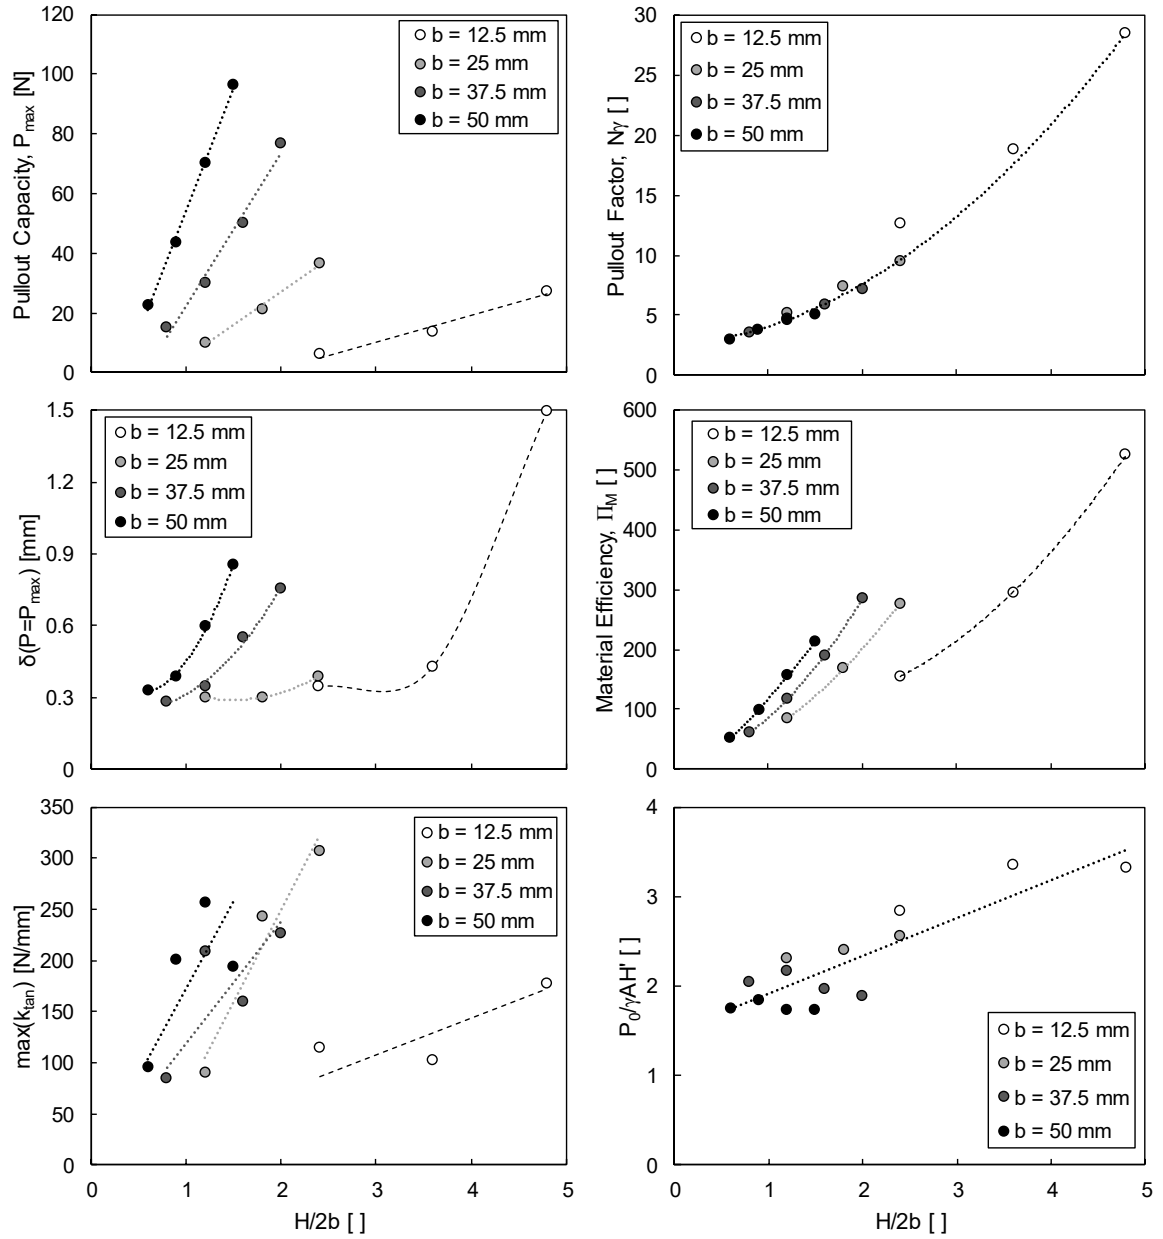 Pullout Capacity, Pmax [N]
120
100
80
60
40
20
0
b = 12.5 mm
b = 25 mm
b = 37.5 mm
b = 50 mm
Pullout Factor, Nγ [ ]
30
25
20
15
10
5
0
b = 12.5 mm
b = 25 mm
b = 37.5 mm
b = 50 mm
δ(P=Pmax) [mm]
1.5
1.2
0.9
0.6
0.3
0
b = 12.5 mm
b = 25 mm
b = 37.5 mm
b = 50 mm
Material Efficiency, ΠM [ ]
600
500
400
300
200
100
0
b = 12.5 mm
b = 25 mm
b = 37.5 mm
b = 50 mm
max(ktan) [N/mm]
350
300
250
200
150
100
50
0
b = 12.5 mm
b = 25 mm
b = 37.5 mm
b = 50 mm
0 1 2 3 4 5
H/2b [ ]
P0/γAH' [ ]
4
3
2
1
0
b = 12.5 mm
b = 25 mm
b = 37.5 mm
b = 50 mm
0 1 2 3 4 5
H/2b [ ]